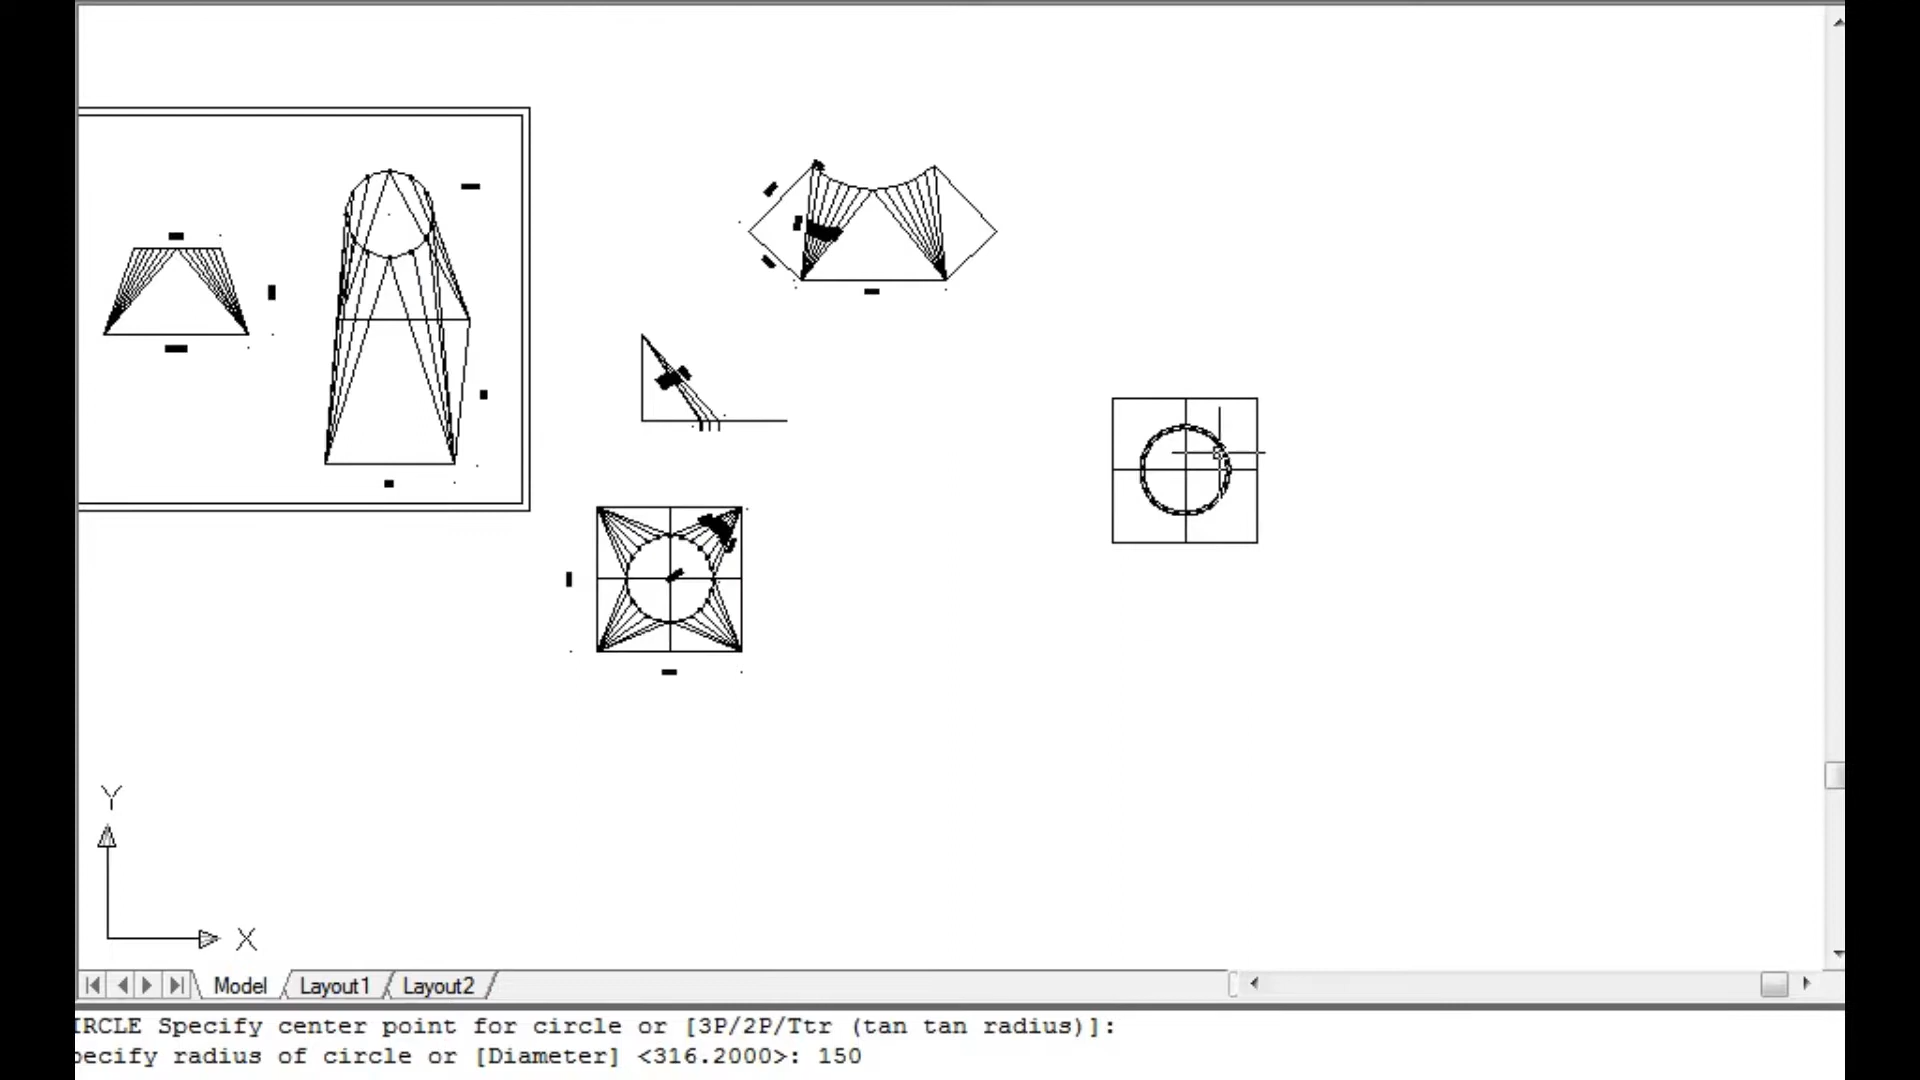 Y
X
Model
Layout1
Layout2
IRCLE Specify center point for circle or [3P/2P/Ttr (tan tan radius)]:
pecify radius of circle or [Diameter] <316.2000>: 150